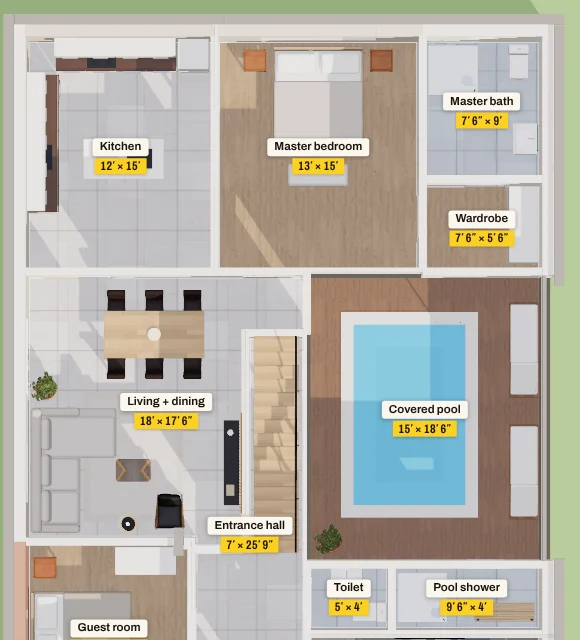 Master bath
7' 6" × 9'
Kitchen
12' × 15'
Master bedroom
13' × 15'
Wardrobe
7' 6" × 5' 6"
Living + dining
18' × 17' 6"
Covered pool
15' × 18' 6"
Entrance hall
7' × 25' 9"
Toilet
5' × 4'
Pool shower
9' 6" × 4'
Guest room